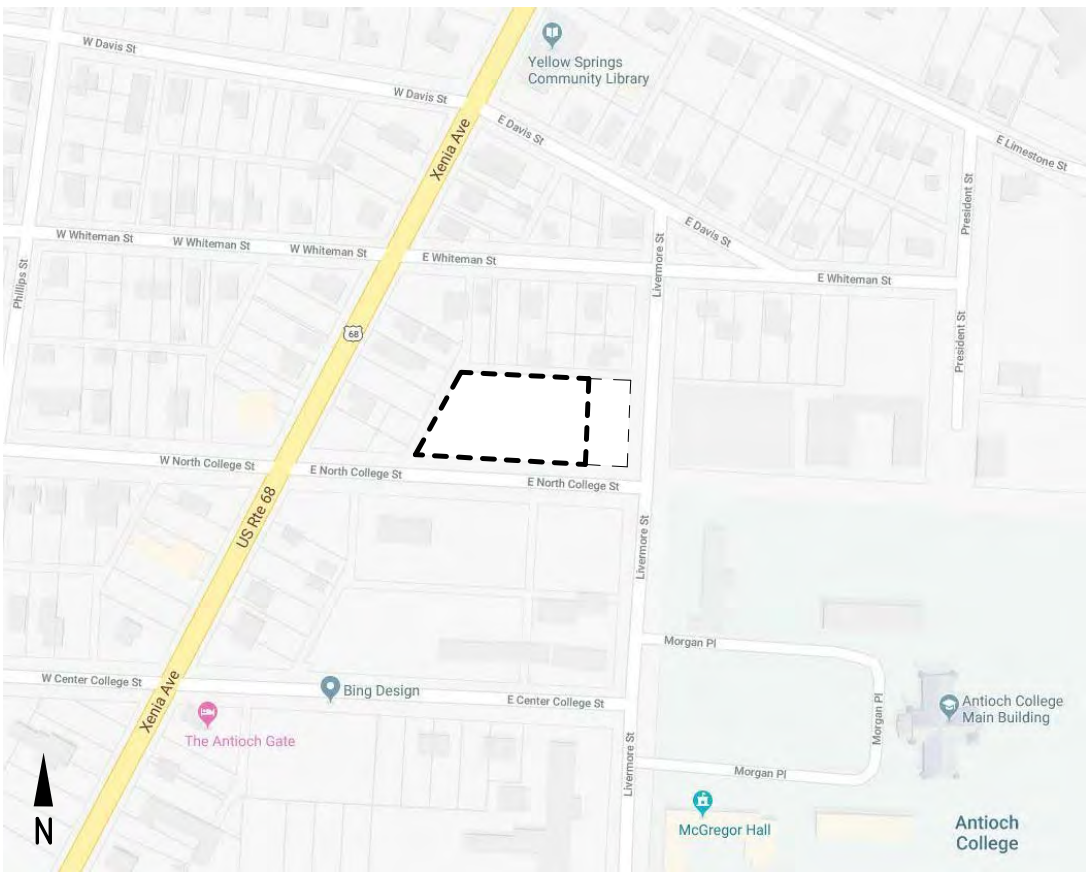 W Davis St
Yellow Springs
Community Library
W Davis St
E Davis St
Xenia Ave
E Limestone St
President St
E Davis St
W Whiteman St
W Whiteman St
W Whiteman St
E Whiteman St
Livermore St
E Whiteman St
Phillips St
68
President St
W North College St
E North College St
E North College St
US Rte 68
Livermore St
Morgan Pl
W Center College St
Xenia Ave
Bing Design
E Center College St
Morgan Pl
Antioch College
Main Building
The Antioch Gate
Livermore St
Morgan Pl
N
McGregor Hall
Antioch
College